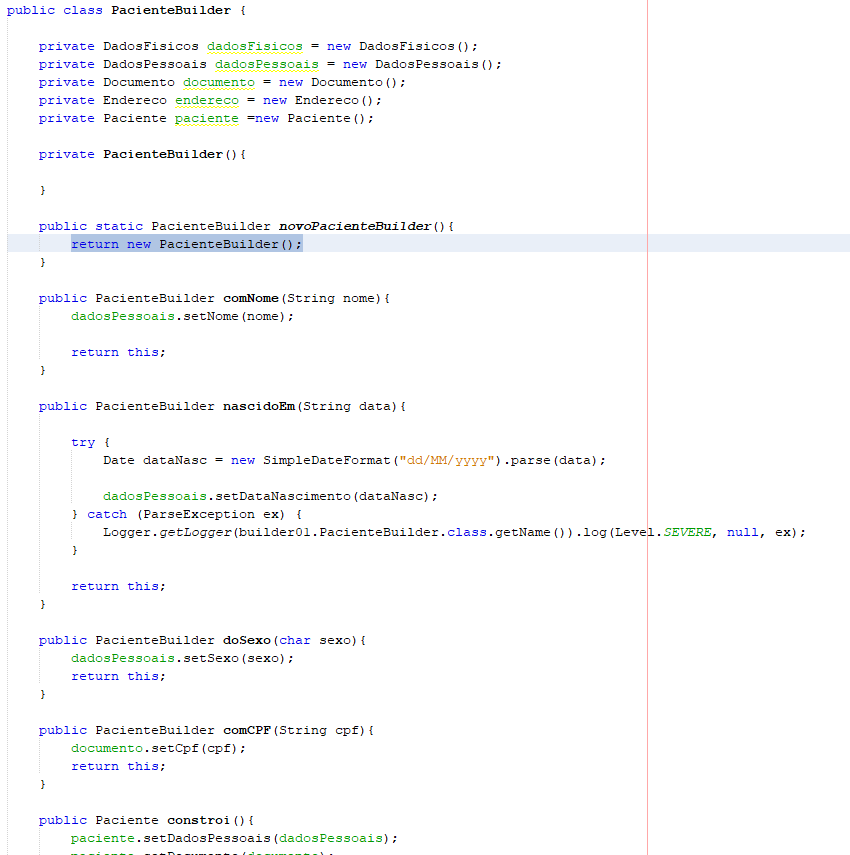 public class PacienteBuilder {
private DadosFisicos dadosFisicos = new DadosFisicos();
private DadosPessoais dadosPessoais = new DadosPessoais();
private Documento documento = new Documento();
private Endereco endereco = new Endereco();
private Paciente paciente =new Paciente();
private PacienteBuilder(){
}
public static PacienteBuilder novoPacienteBuilder(){
return new PacienteBuilder();
}
public PacienteBuilder comNome(String nome){
dadosPessoais.setNome(nome);
return this;
}
public PacienteBuilder nascidoEm(String data){
try {
Date dataNasc = new SimpleDateFormat("dd/MM/yyyy").parse(data);
dadosPessoais.setDataNascimento(dataNasc);
} catch (ParseException ex) {
Logger.getLogger(builder01.PacienteBuilder.class.getName()).log(Level.SEVERE, null, ex);
}
return this;
}
public PacienteBuilder doSexo(char sexo){
dadosPessoais.setSexo(sexo);
return this;
}
public PacienteBuilder comCPF(String cpf){
documento.setCpf(cpf);
return this;
}
public Paciente constroi(){
paciente.setDadosPessoais(dadosPessoais);
paciente.setDocumento(documento);